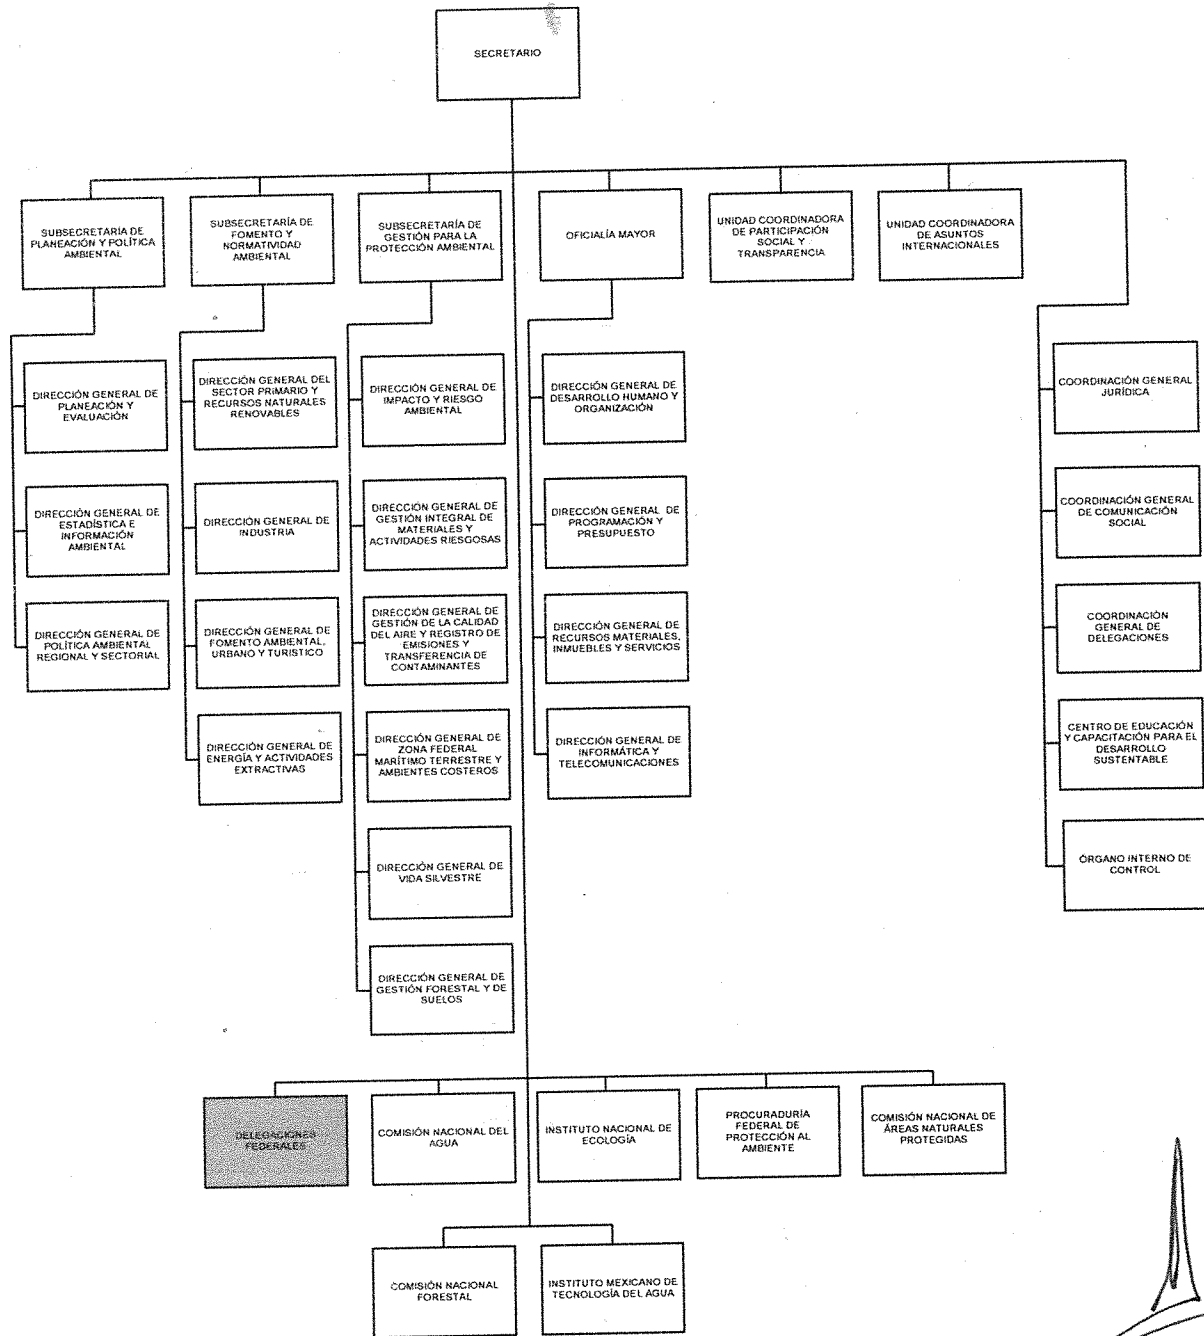 SECRETARIO
SUBSECRETARÍA DE
PLANEACIÓN Y POLÍTICA
AMBIENTAL
SUBSECRETARÍA DE
FOMENTO Y
NORMATIVIDAD
AMBIENTAL
SUBSECRETARÍA DE
GESTIÓN PARA LA
PROTECCIÓN AMBIENTAL
OFICIALÍA MAYOR
UNIDAD COORDINADORA
DE PARTICIPACIÓN
SOCIAL Y
TRANSPARENCIA
UNIDAD COORDINADORA
DE ASUNTOS
INTERNACIONALES
DIRECCIÓN GENERAL DE
PLANEACIÓN Y
EVALUACIÓN
DIRECCIÓN GENERAL DE
ESTADÍSTICA E
INFORMACIÓN
AMBIENTAL
DIRECCIÓN GENERAL DE
POLÍTICA AMBIENTAL
REGIONAL Y SECTORIAL
DIRECCIÓN GENERAL DEL
SECTOR PRIMARIO Y
RECURSOS NATURALES
RENOVABLES
DIRECCIÓN GENERAL DE
INDUSTRIA
DIRECCIÓN GENERAL DE
FOMENTO AMBIENTAL,
URBANO Y TURISTICO
DIRECCIÓN GENERAL DE
ENERGÍA Y ACTIVIDADES
EXTRACTIVAS
DIRECCIÓN GENERAL DE
IMPACTO Y RIESGO
AMBIENTAL
DIRECCIÓN GENERAL DE
GESTIÓN INTEGRAL DE
MATERIALES Y
ACTIVIDADES RIESGOSAS
DIRECCIÓN GENERAL DE
GESTIÓN DE LA CALIDAD
DEL AIRE Y REGISTRO DE
EMISIONES Y
TRANSFERENCIA DE
CONTAMINANTES
DIRECCIÓN GENERAL DE
ZONA FEDERAL
MARÍTIMO TERRESTRE Y
AMBIENTES COSTEROS
DIRECCIÓN GENERAL DE
VIDA SILVESTRE
DIRECCIÓN GENERAL DE
GESTIÓN FORESTAL Y DE
SUELOS
DIRECCIÓN GENERAL DE
DESARROLLO HUMANO Y
ORGANIZACIÓN
DIRECCIÓN GENERAL DE
PROGRAMACIÓN Y
PRESUPUESTO
DIRECCIÓN GENERAL DE
RECURSOS MATERIALES,
INMUEBLES Y SERVICIOS
DIRECCIÓN GENERAL DE
INFORMÁTICA Y
TELECOMUNICACIONES
COORDINACIÓN GENERAL
JURÍDICA
COORDINACIÓN GENERAL
DE COMUNICACIÓN
SOCIAL
COORDINACIÓN
GENERAL DE
DELEGACIONES
CENTRO DE EDUCACIÓN
Y CAPACITACIÓN PARA EL
DESARROLLO
SUSTENTABLE
ÓRGANO INTERNO DE
CONTROL
DELEGACIONES
FEDERALES
COMISIÓN NACIONAL DEL
AGUA
INSTITUTO NACIONAL DE
ECOLOGÍA
PROCURADURÍA
FEDERAL DE
PROTECCIÓN AL
AMBIENTE
COMISIÓN NACIONAL DE
ÁREAS NATURALES
PROTEGIDAS
COMISIÓN NACIONAL
FORESTAL
INSTITUTO MEXICANO DE
TECNOLOGÍA DEL AGUA